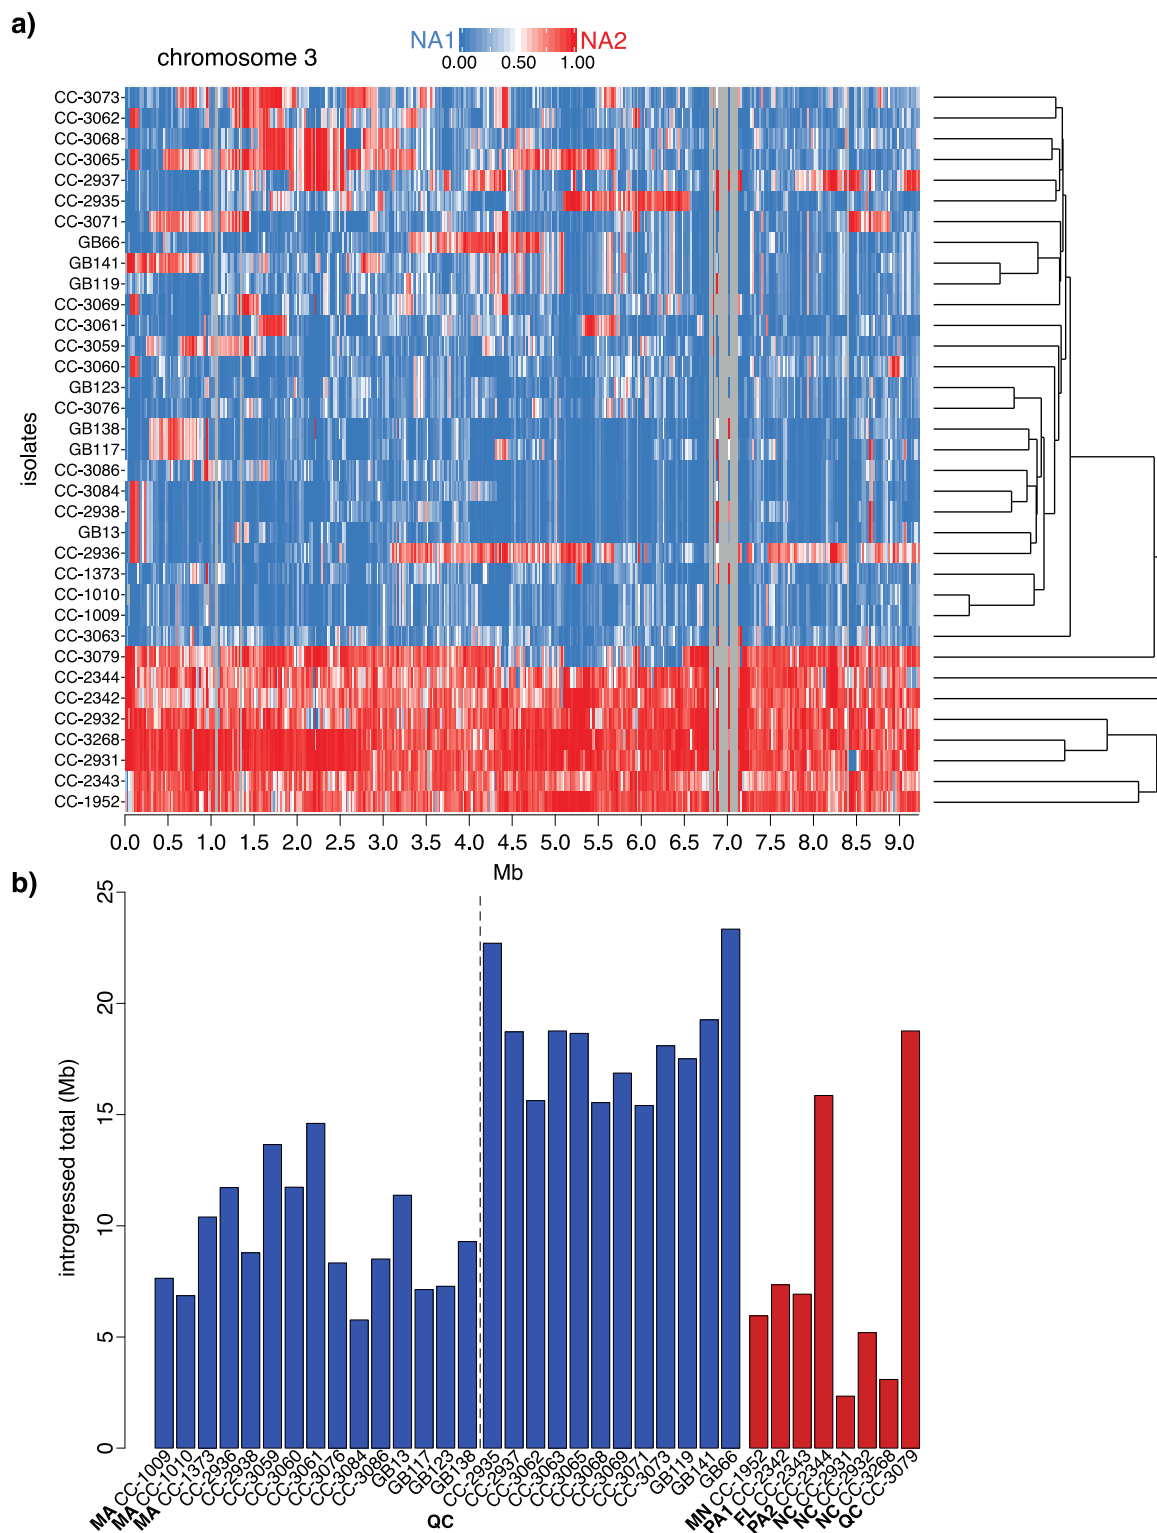 a)
chromosome 3
NA1 NA2
0.00 0.50 1.00
isolates
CC-3073
CC-3062
CC-3068
CC-3065
CC-2937
CC-2935
CC-3071
GB66
GB141
GB119
CC-3069
CC-3061
CC-3059
CC-3060
GB123
CC-3076
GB138
GB117
CC-3086
CC-3084
CC-2938
GB13
CC-2936
CC-1373
CC-1010
CC-1009
CC-3063
CC-3079
CC-2344
CC-2342
CC-2932
CC-3268
CC-2931
CC-2343
CC-1952
0.0 0.5 1.0 1.5 2.0 2.5 3.0 3.5 4.0 4.5 5.0 5.5 6.0 6.5 7.0 7.5 8.0 8.5 9.0
Mb
b)
introgressed total (Mb)
25
20
15
10
5
0
MA CC-1009
MA CC-1010
MA CC-1373
CC-2936
CC-2938
CC-3059
CC-3060
CC-3061
CC-3076
CC-3084
CC-3086
GB13
GB117
GB123
GB138
CC-2935
CC-2937
CC-3062
CC-3063
CC-3065
CC-3068
CC-3069
CC-3071
CC-3073
GB119
GB141
GB66
MN CC-1952
PA1 CC-2342
FL CC-2343
PA2 CC-2344
NC CC-2931
NC CC-2932
NC CC-3268
QC CC-3079
QC